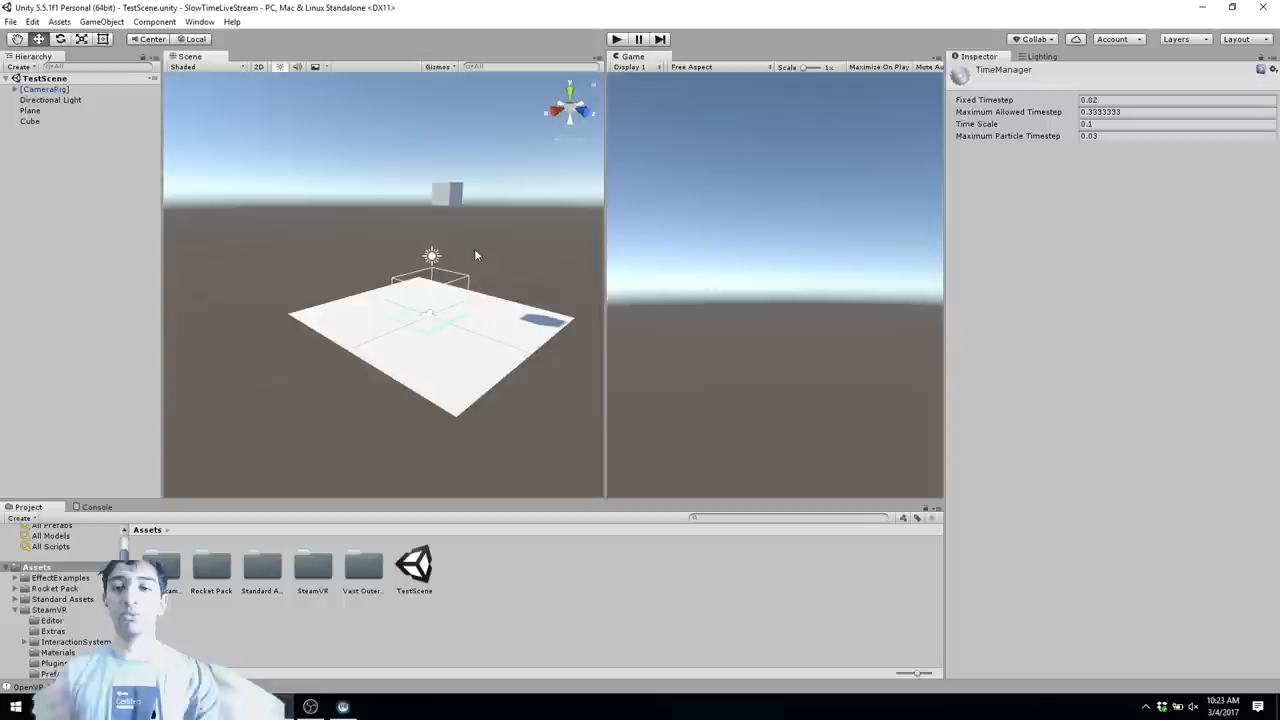 Unity 5.5.1f1 Personal (64bit) - TestScene.unity - SlowTimeLiveStream - PC, Mac & Linux Standalone <DX11>
File Edit Assets GameObject Component Window Help
Center Local Collab Account Layers Layout
Hierarchy Scene Game Inspector Lighting
Create All Shaded 2D Gizmos All Display 1 Free Aspect Scale 1x Maximize On Play Mute Au
TimeManager
TestScene
[CameraRig]
Directional Light
Plane
Cube
y
z
Fixed Timestep 0.02
Maximum Allowed Timestep 0.3333333
Time Scale 0.1
Maximum Particle Timestep 0.03
Project Console
Create
All Prefabs
All Models
All Scripts
Assets
EffectExamples
Rocket Pack
Standard Assets
SteamVR
Editor
Extras
InteractionSystem
Materials
Plugins
Pref
Assets
Rocket Pack Standard A... SteamVR Vast Outer... TestScene
OpenVR
10:23 AM
3/4/2017